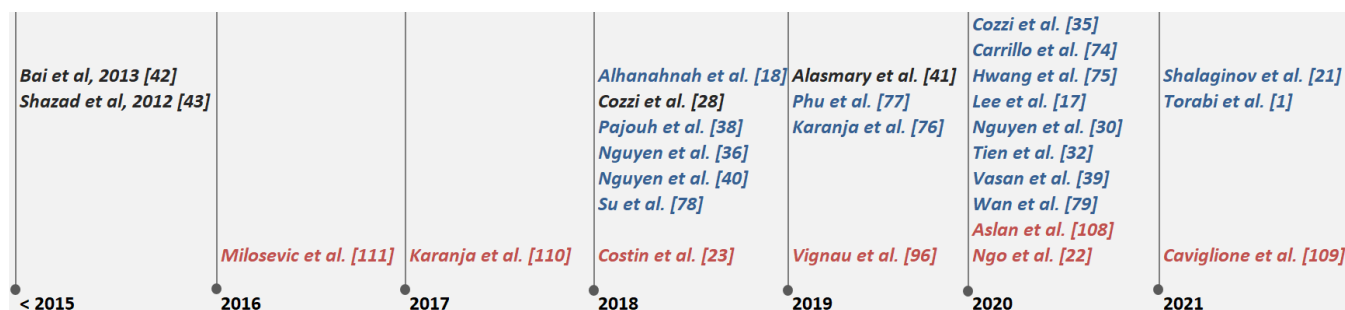 Bai et al, 2013 [42]
Shazad et al, 2012 [43]
< 2015
Milosevic et al. [111]
2016
Karanja et al. [110]
2017
Alhanahnah et al. [18]
Cozzi et al. [28]
Pajouh et al. [38]
Nguyen et al. [36]
Nguyen et al. [40]
Su et al. [78]
Costin et al. [23]
2018
Alasmary et al. [41]
Phu et al. [77]
Karanja et al. [76]
Vignau et al. [96]
2019
Cozzi et al. [35]
Carrillo et al. [74]
Hwang et al. [75]
Lee et al. [17]
Nguyen et al. [30]
Tien et al. [32]
Vasan et al. [39]
Wan et al. [79]
Aslan et al. [108]
Ngo et al. [22]
2020
Shalaginov et al. [21]
Torabi et al. [1]
Caviglione et al. [109]
2021